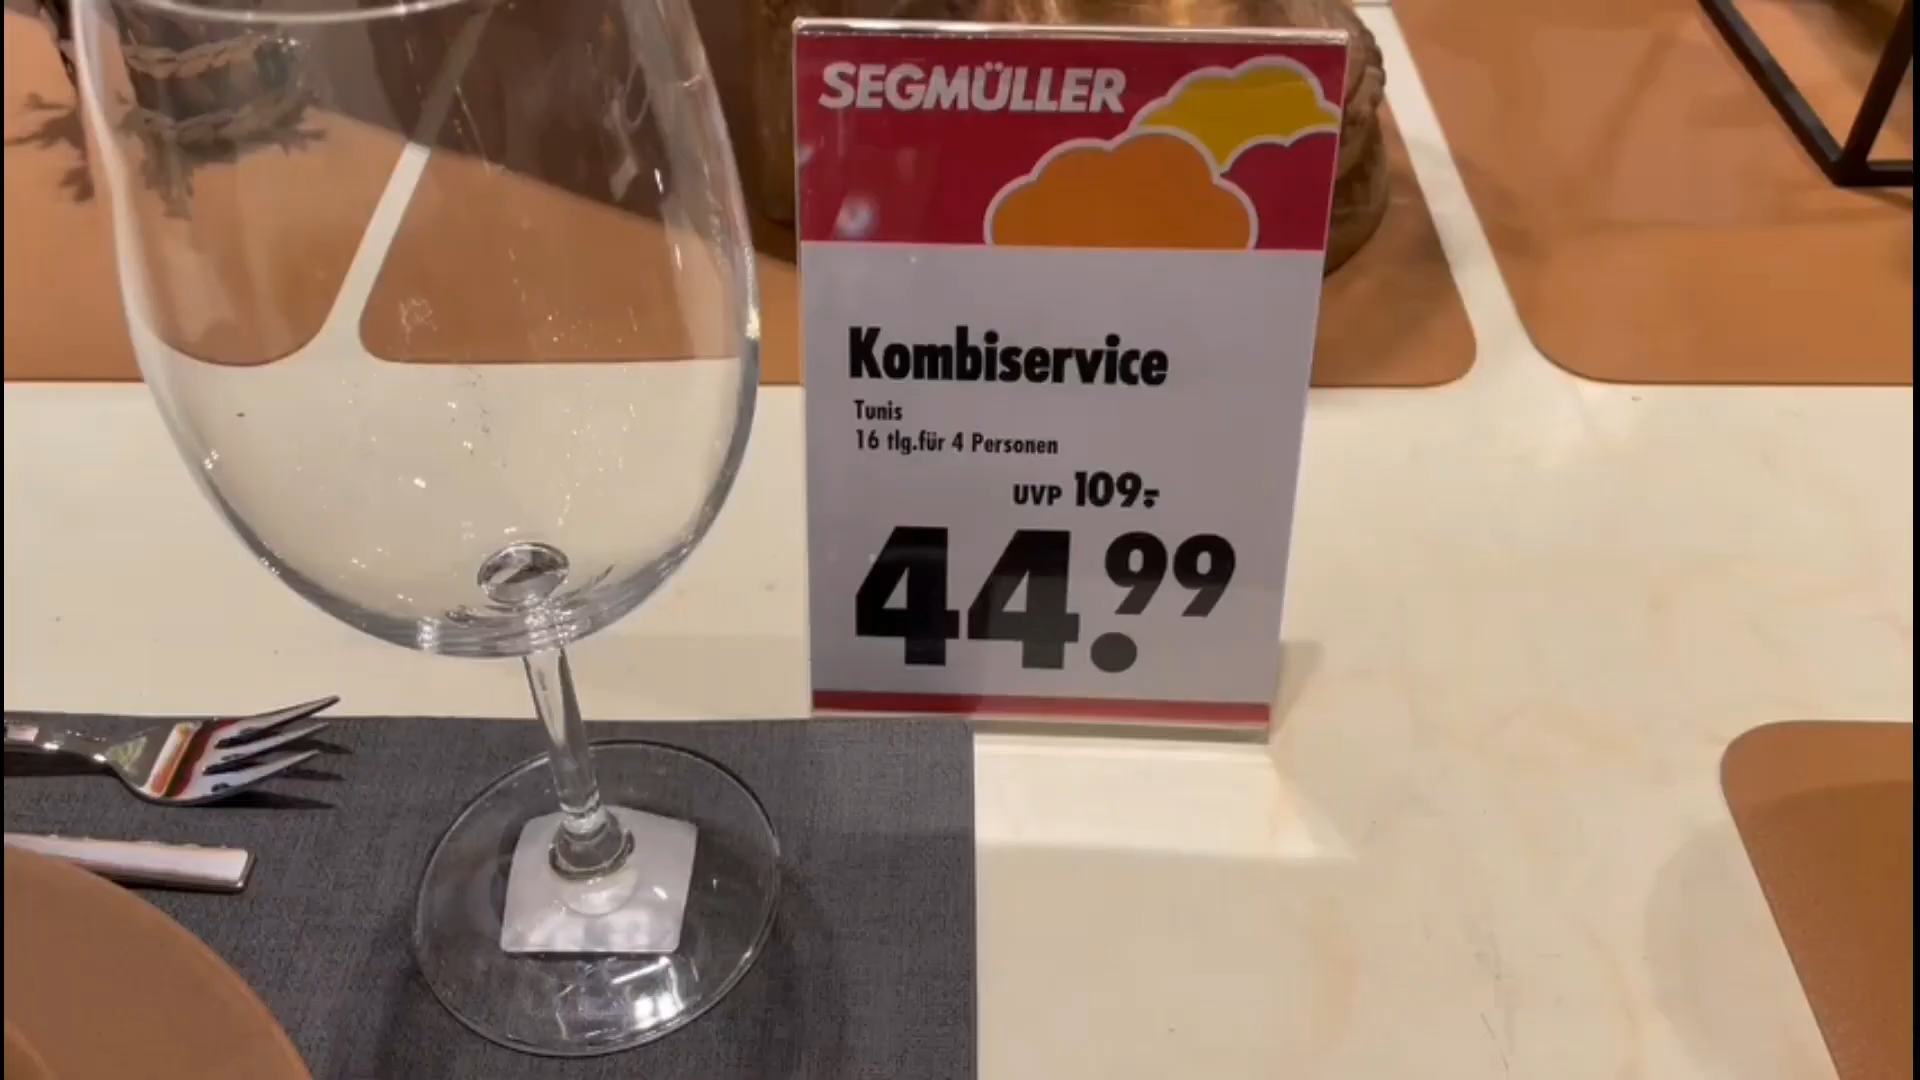 SEGMÜLLER
Kombiservice
Tunis
16 tlg.für 4 Personen
UVP 109.-
44.99